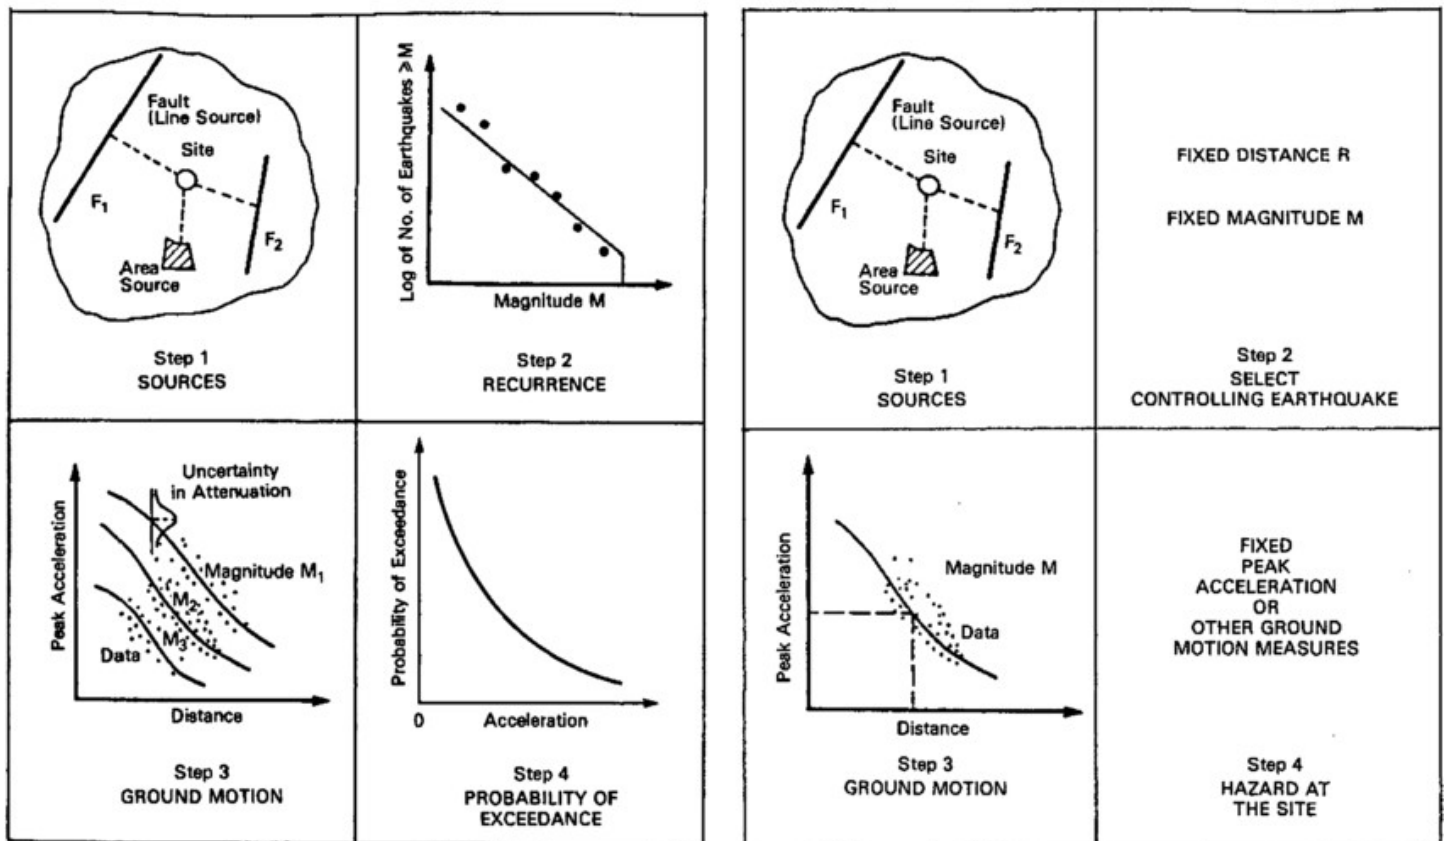 Fault
(Line Source)
Site
F1
F2
Area
Source
Step 1
SOURCES
Log of No. of Earthquakes ⩾ M
Magnitude M
Step 2
RECURRENCE
Peak Acceleration
Uncertainty
in Attenuation
Magnitude M1
M2
M3
Data
Distance
Step 3
GROUND MOTION
Probability of Exceedance
0
Acceleration
Step 4
PROBABILITY OF
EXCEEDANCE
Fault
(Line Source)
Site
F1
F2
Area
Source
Step 1
SOURCES
FIXED DISTANCE R
FIXED MAGNITUDE M
Step 2
SELECT
CONTROLLING EARTHQUAKE
Peak Acceleration
Magnitude M
Data
Distance
Step 3
GROUND MOTION
FIXED
PEAK
ACCELERATION
OR
OTHER GROUND
MOTION MEASURES
Step 4
HAZARD AT
THE SITE